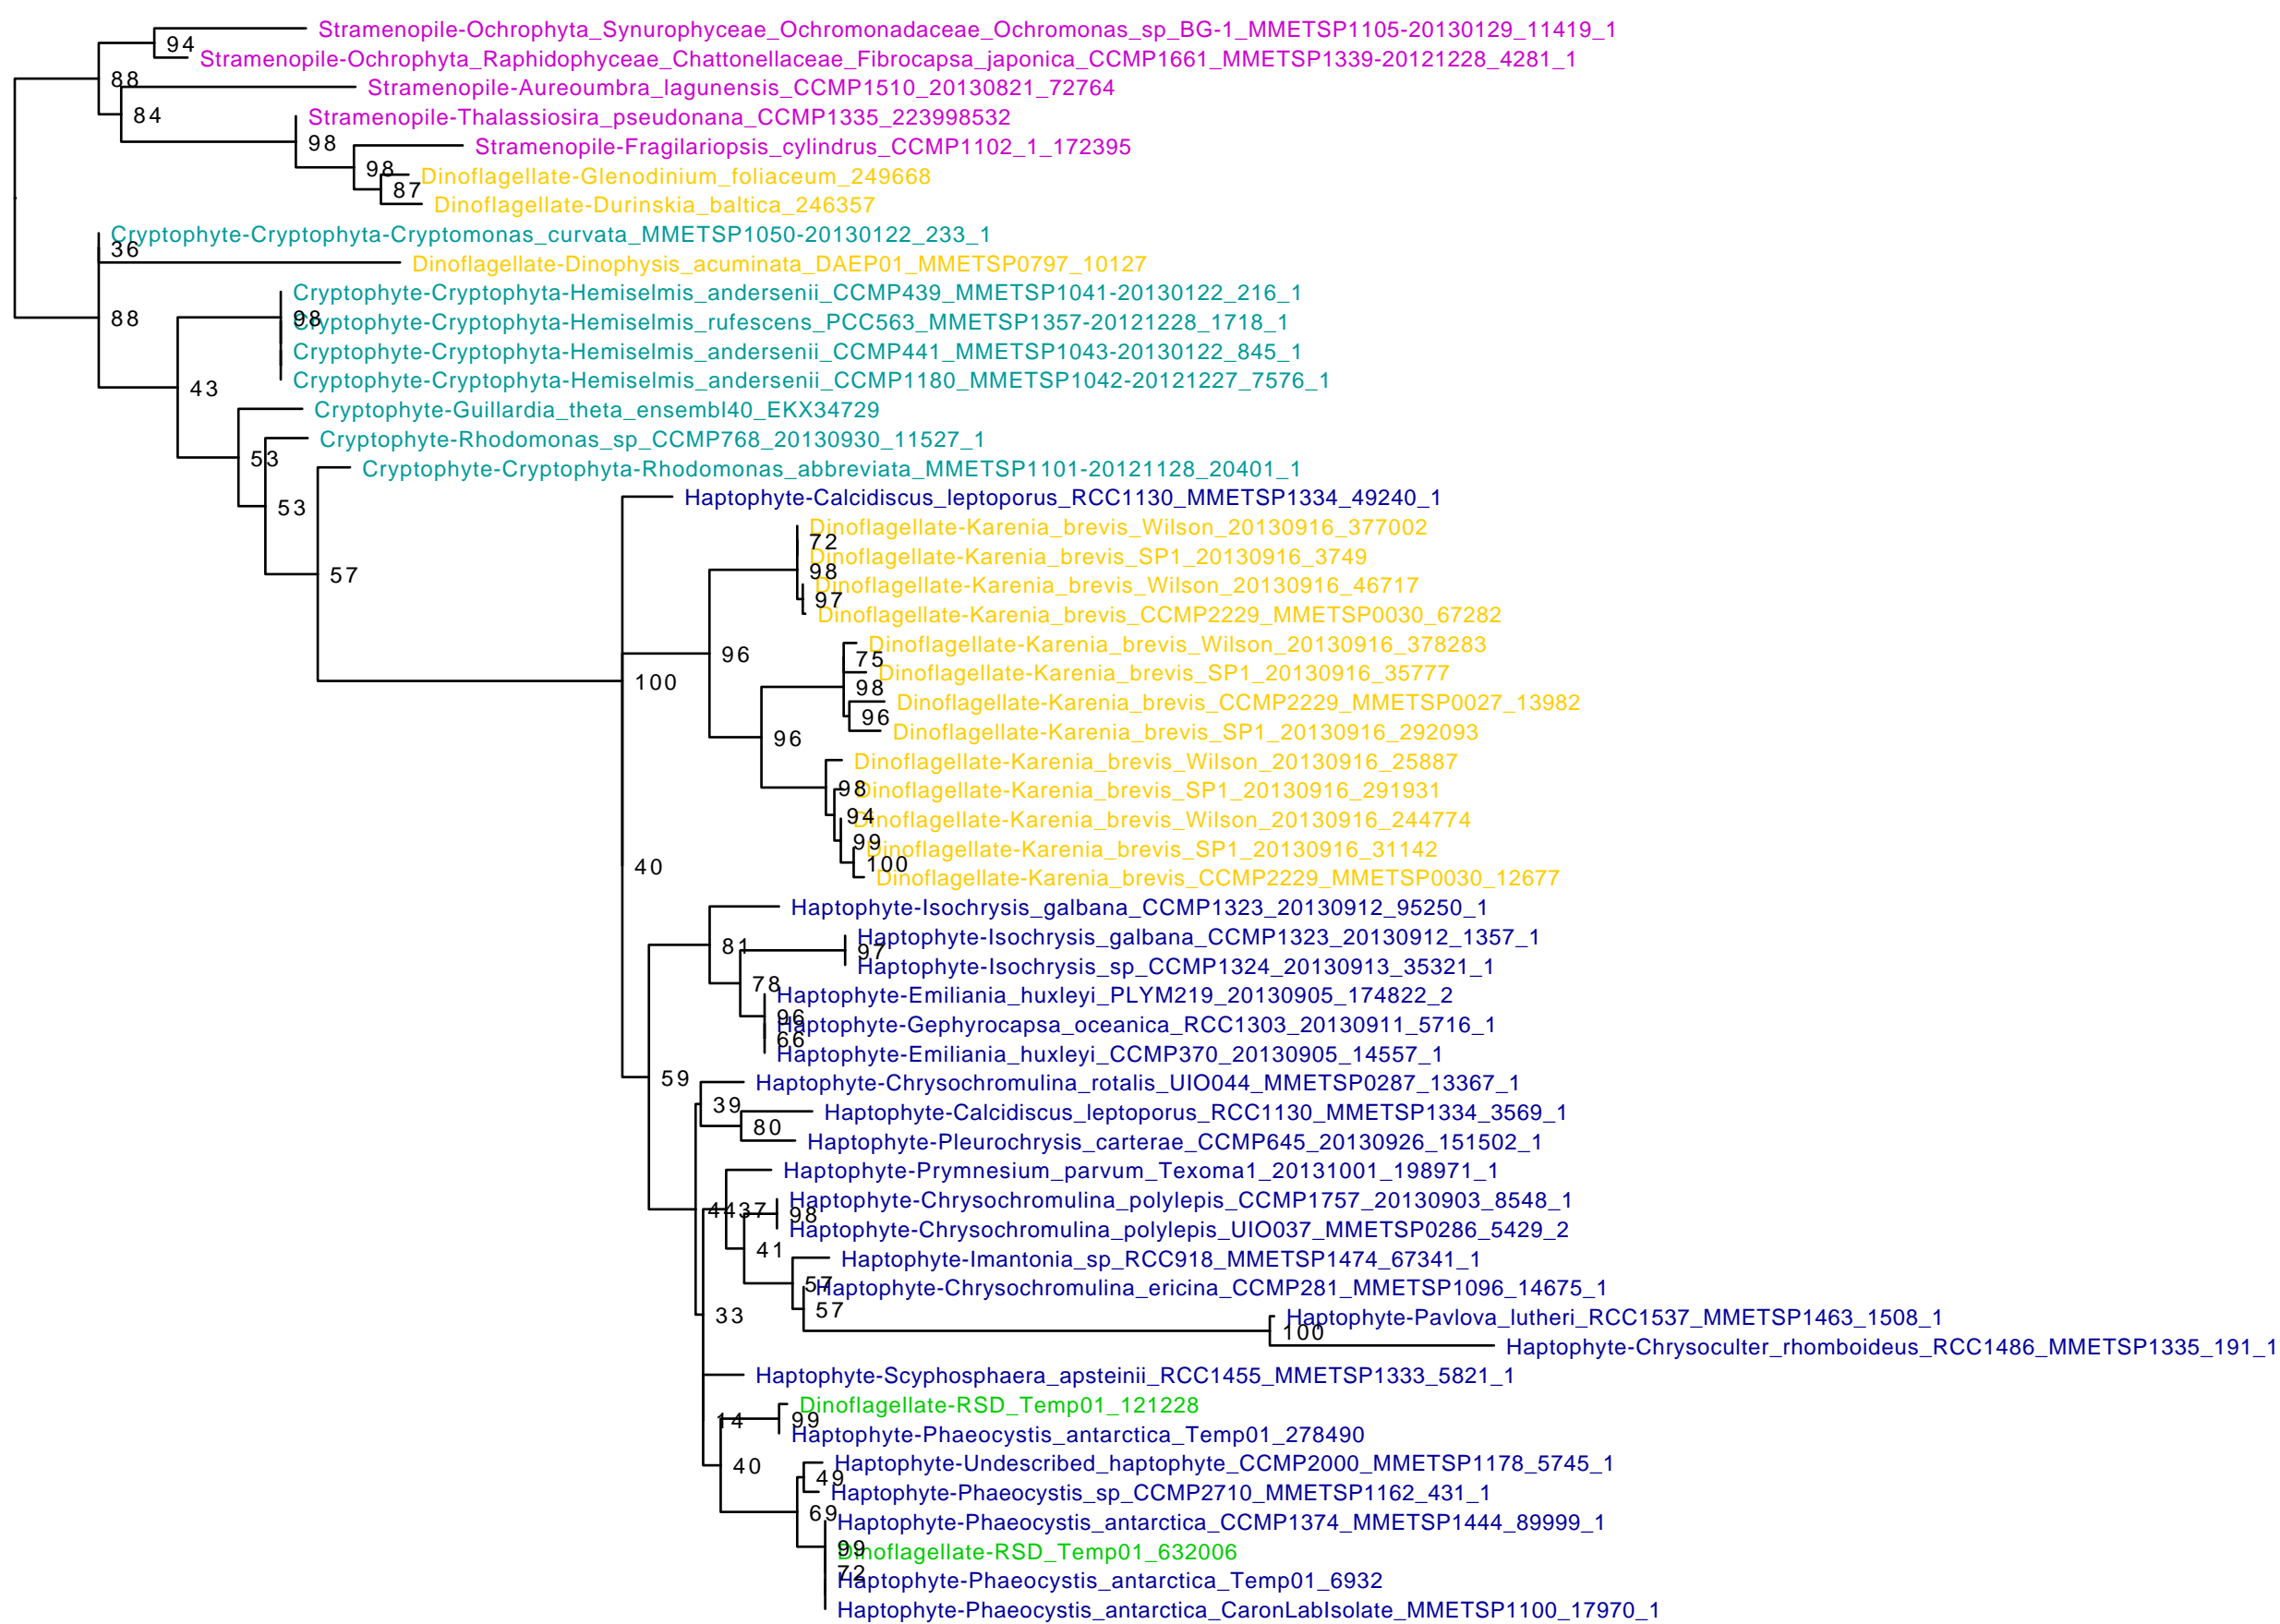 Stramenopile-Ochrophyta_Synurophyceae_Ochromonadaceae_Ochromonas_sp_BG-1_MMETSP1105-20130129_11419_1
94
Stramenopile-Ochrophyta_Raphidophyceae_Chattonellaceae_Fibrocapsa_japonica_CCMP1661_MMETSP1339-20121228_4281_1
88
Stramenopile-Aureoumbra_lagunensis_CCMP1510_20130821_72764
84
Stramenopile-Thalassiosira_pseudonana_CCMP1335_223998532
98
Stramenopile-Fragilariopsis_cylindrus_CCMP1102_1_172395
98
Dinoflagellate-Glenodinium_foliaceum_249668
87
Dinoflagellate-Durinskia_baltica_246357
Cryptophyte-Cryptophyta-Cryptomonas_curvata_MMETSP1050-20130122_233_1
36
Dinoflagellate-Dinophysis_acuminata_DAEP01_MMETSP0797_10127
Cryptophyte-Cryptophyta-Hemiselmis_andersenii_CCMP439_MMETSP1041-20130122_216_1
88
98
Cryptophyte-Cryptophyta-Hemiselmis_rufescens_PCC563_MMETSP1357-20121228_1718_1
Cryptophyte-Cryptophyta-Hemiselmis_andersenii_CCMP441_MMETSP1043-20130122_845_1
Cryptophyte-Cryptophyta-Hemiselmis_andersenii_CCMP1180_MMETSP1042-20121227_7576_1
43
Cryptophyte-Guillardia_theta_ensembl40_EKX34729
Cryptophyte-Rhodomonas_sp_CCMP768_20130930_11527_1
53
Cryptophyte-Cryptophyta-Rhodomonas_abbreviata_MMETSP1101-20121128_20401_1
Haptophyte-Calcidiscus_leptoporus_RCC1130_MMETSP1334_49240_1
53
Dinoflagellate-Karenia_brevis_Wilson_20130916_377002
72
Dinoflagellate-Karenia_brevis_SP1_20130916_3749
98
57
Dinoflagellate-Karenia_brevis_Wilson_20130916_46717
97
Dinoflagellate-Karenia_brevis_CCMP2229_MMETSP0030_67282
Dinoflagellate-Karenia_brevis_Wilson_20130916_378283
96
75
Dinoflagellate-Karenia_brevis_SP1_20130916_35777
100
98
Dinoflagellate-Karenia_brevis_CCMP2229_MMETSP0027_13982
96
Dinoflagellate-Karenia_brevis_SP1_20130916_292093
96
Dinoflagellate-Karenia_brevis_Wilson_20130916_25887
98
Dinoflagellate-Karenia_brevis_SP1_20130916_291931
94
Dinoflagellate-Karenia_brevis_Wilson_20130916_244774
99
Dinoflagellate-Karenia_brevis_SP1_20130916_31142
40
100
Dinoflagellate-Karenia_brevis_CCMP2229_MMETSP0030_12677
Haptophyte-Isochrysis_galbana_CCMP1323_20130912_95250_1
81
Haptophyte-Isochrysis_galbana_CCMP1323_20130912_1357_1
97
Haptophyte-Isochrysis_sp_CCMP1324_20130913_35321_1
78
Haptophyte-Emiliania_huxleyi_PLYM219_20130905_174822_2
96
Haptophyte-Gephyrocapsa_oceanica_RCC1303_20130911_5716_1
66
Haptophyte-Emiliania_huxleyi_CCMP370_20130905_14557_1
59
Haptophyte-Chrysochromulina_rotalis_UIO044_MMETSP0287_13367_1
39
Haptophyte-Calcidiscus_leptoporus_RCC1130_MMETSP1334_3569_1
80
Haptophyte-Pleurochrysis_carterae_CCMP645_20130926_151502_1
Haptophyte-Prymnesium_parvum_Texoma1_20131001_198971_1
Haptophyte-Chrysochromulina_polylepis_CCMP1757_20130903_8548_1
44
37
98
Haptophyte-Chrysochromulina_polylepis_UIO037_MMETSP0286_5429_2
41
Haptophyte-Imantonia_sp_RCC918_MMETSP1474_67341_1
57
Haptophyte-Chrysochromulina_ericina_CCMP281_MMETSP1096_14675_1
57
33
Haptophyte-Pavlova_lutheri_RCC1537_MMETSP1463_1508_1
100
Haptophyte-Chrysoculter_rhomboideus_RCC1486_MMETSP1335_191_1
Haptophyte-Scyphosphaera_apsteinii_RCC1455_MMETSP1333_5821_1
Dinoflagellate-RSD_Temp01_121228
14
99
Haptophyte-Phaeocystis_antarctica_Temp01_278490
40
Haptophyte-Undescribed_haptophyte_CCMP2000_MMETSP1178_5745_1
49
Haptophyte-Phaeocystis_sp_CCMP2710_MMETSP1162_431_1
69
Haptophyte-Phaeocystis_antarctica_CCMP1374_MMETSP1444_89999_1
99
Dinoflagellate-RSD_Temp01_632006
72
Haptophyte-Phaeocystis_antarctica_Temp01_6932
Haptophyte-Phaeocystis_antarctica_CaronLabIsolate_MMETSP1100_17970_1